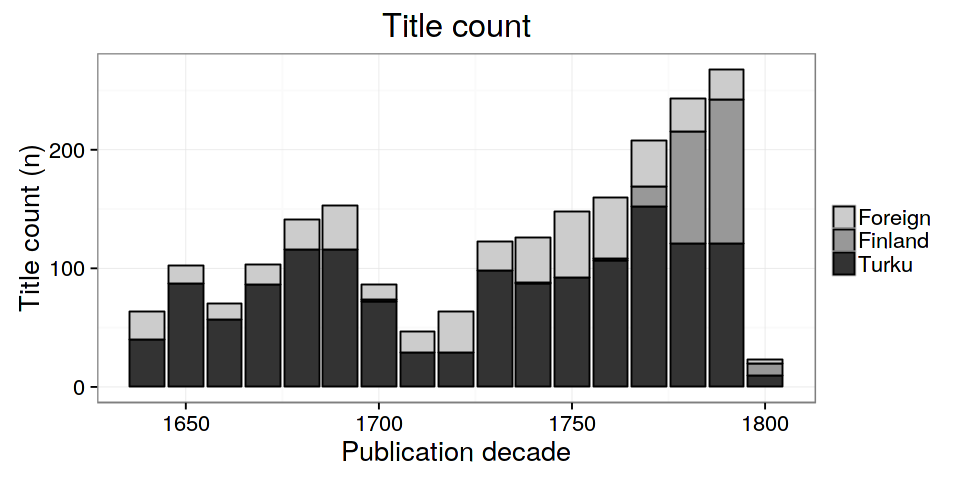 Title count
Title count (n)
200
100
0
1650 1700 1750 1800
Publication decade
Foreign
Finland
Turku